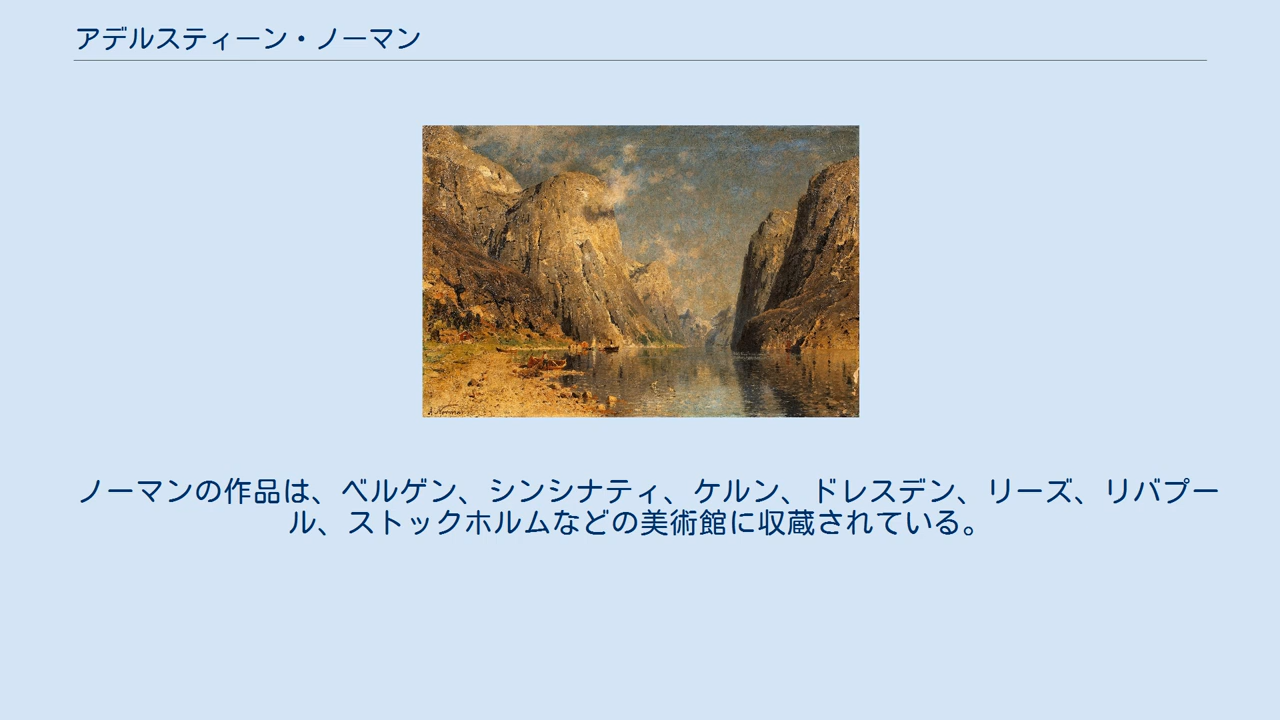 アデルスティーン・ノーマン
ノーマンの作品は、ベルゲン、シンシナティ、ケルン、ドレスデン、リーズ、リバプー
ル、ストックホルムなどの美術館に収蔵されている。